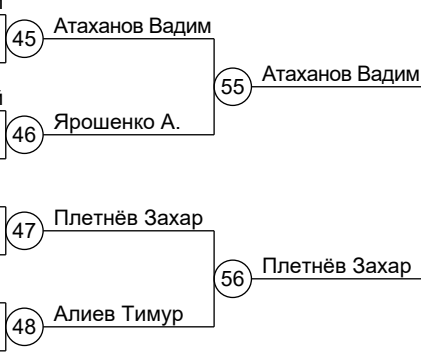 45 Атаханов Вадим
55 Атаханов Вадим
46 Ярошенко А.
47 Плетнёв Захар
56 Плетнёв Захар
48 Алиев Тимур